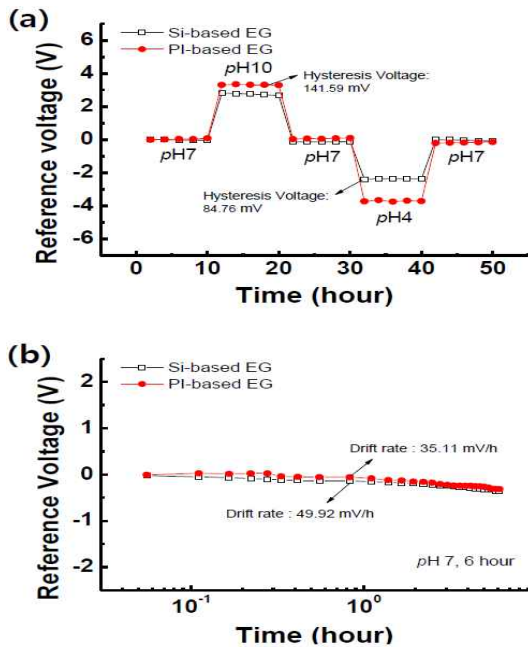 (a)
Si-based EG
PI-based EG
pH10
Hysteresis Voltage:
141.59 mV
pH7
pH7
pH7
Hysteresis Voltage:
84.76 mV
pH4
6
4
2
0
-2
-4
-6
Reference voltage (V)
0 10 20 30 40 50
Time (hour)
(b)
Si-based EG
PI-based EG
2
1
0
-1
-2
Reference Voltage (V)
Drift rate : 35.11 mV/h
Drift rate : 49.92 mV/h
pH 7, 6 hour
10⁻¹ 10⁰
Time (hour)